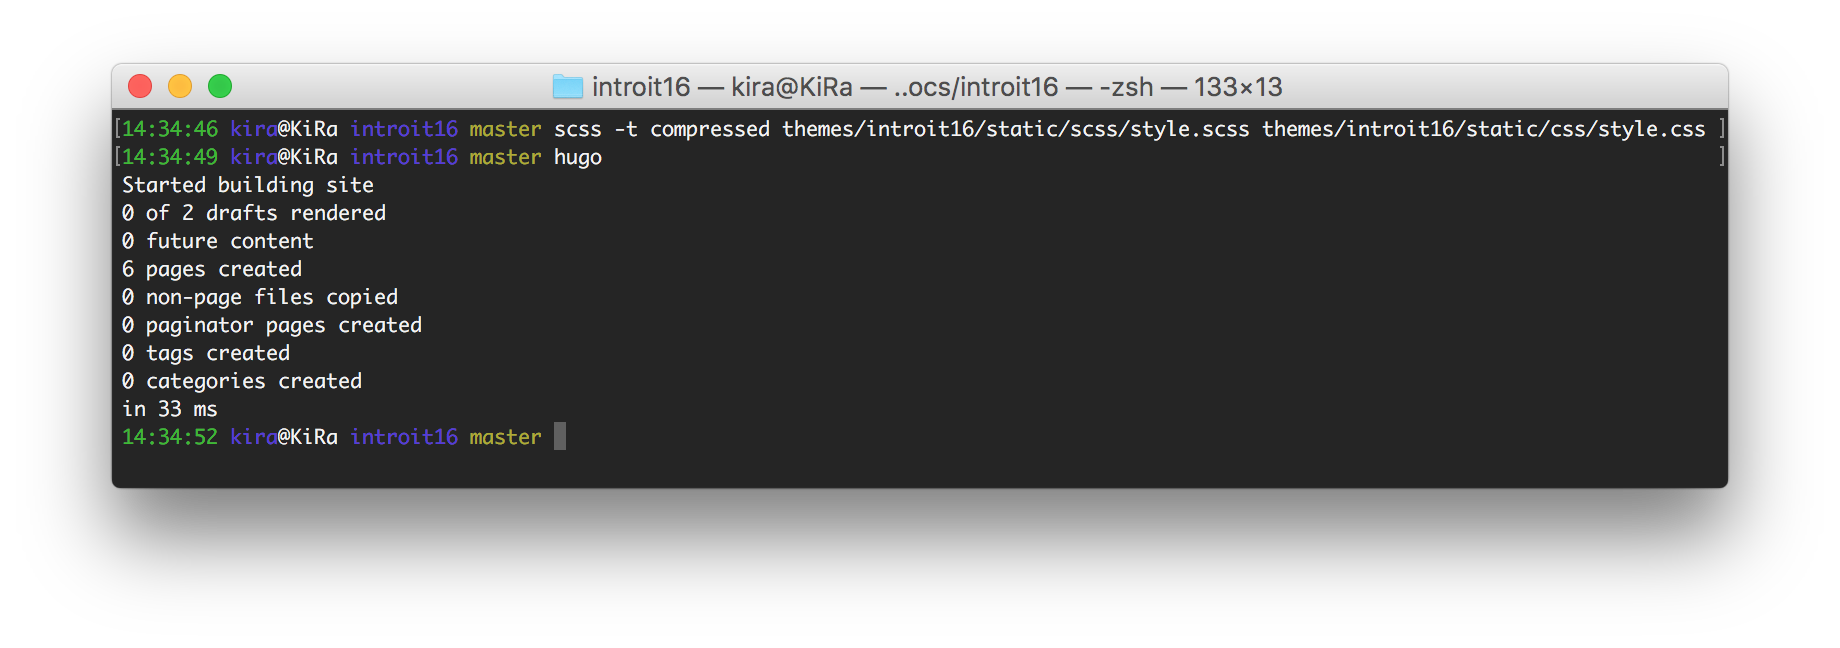 introit16 — kira@KiRa — ..ocs/introit16 — -zsh — 133×13
[14:34:46 kira@KiRa introit16 master scss -t compressed themes/introit16/static/scss/style.scss themes/introit16/static/css/style.css ]
[14:34:49 kira@KiRa introit16 master hugo ]
Started building site
0 of 2 drafts rendered
0 future content
6 pages created
0 non-page files copied
0 paginator pages created
0 tags created
0 categories created
in 33 ms
14:34:52 kira@KiRa introit16 master